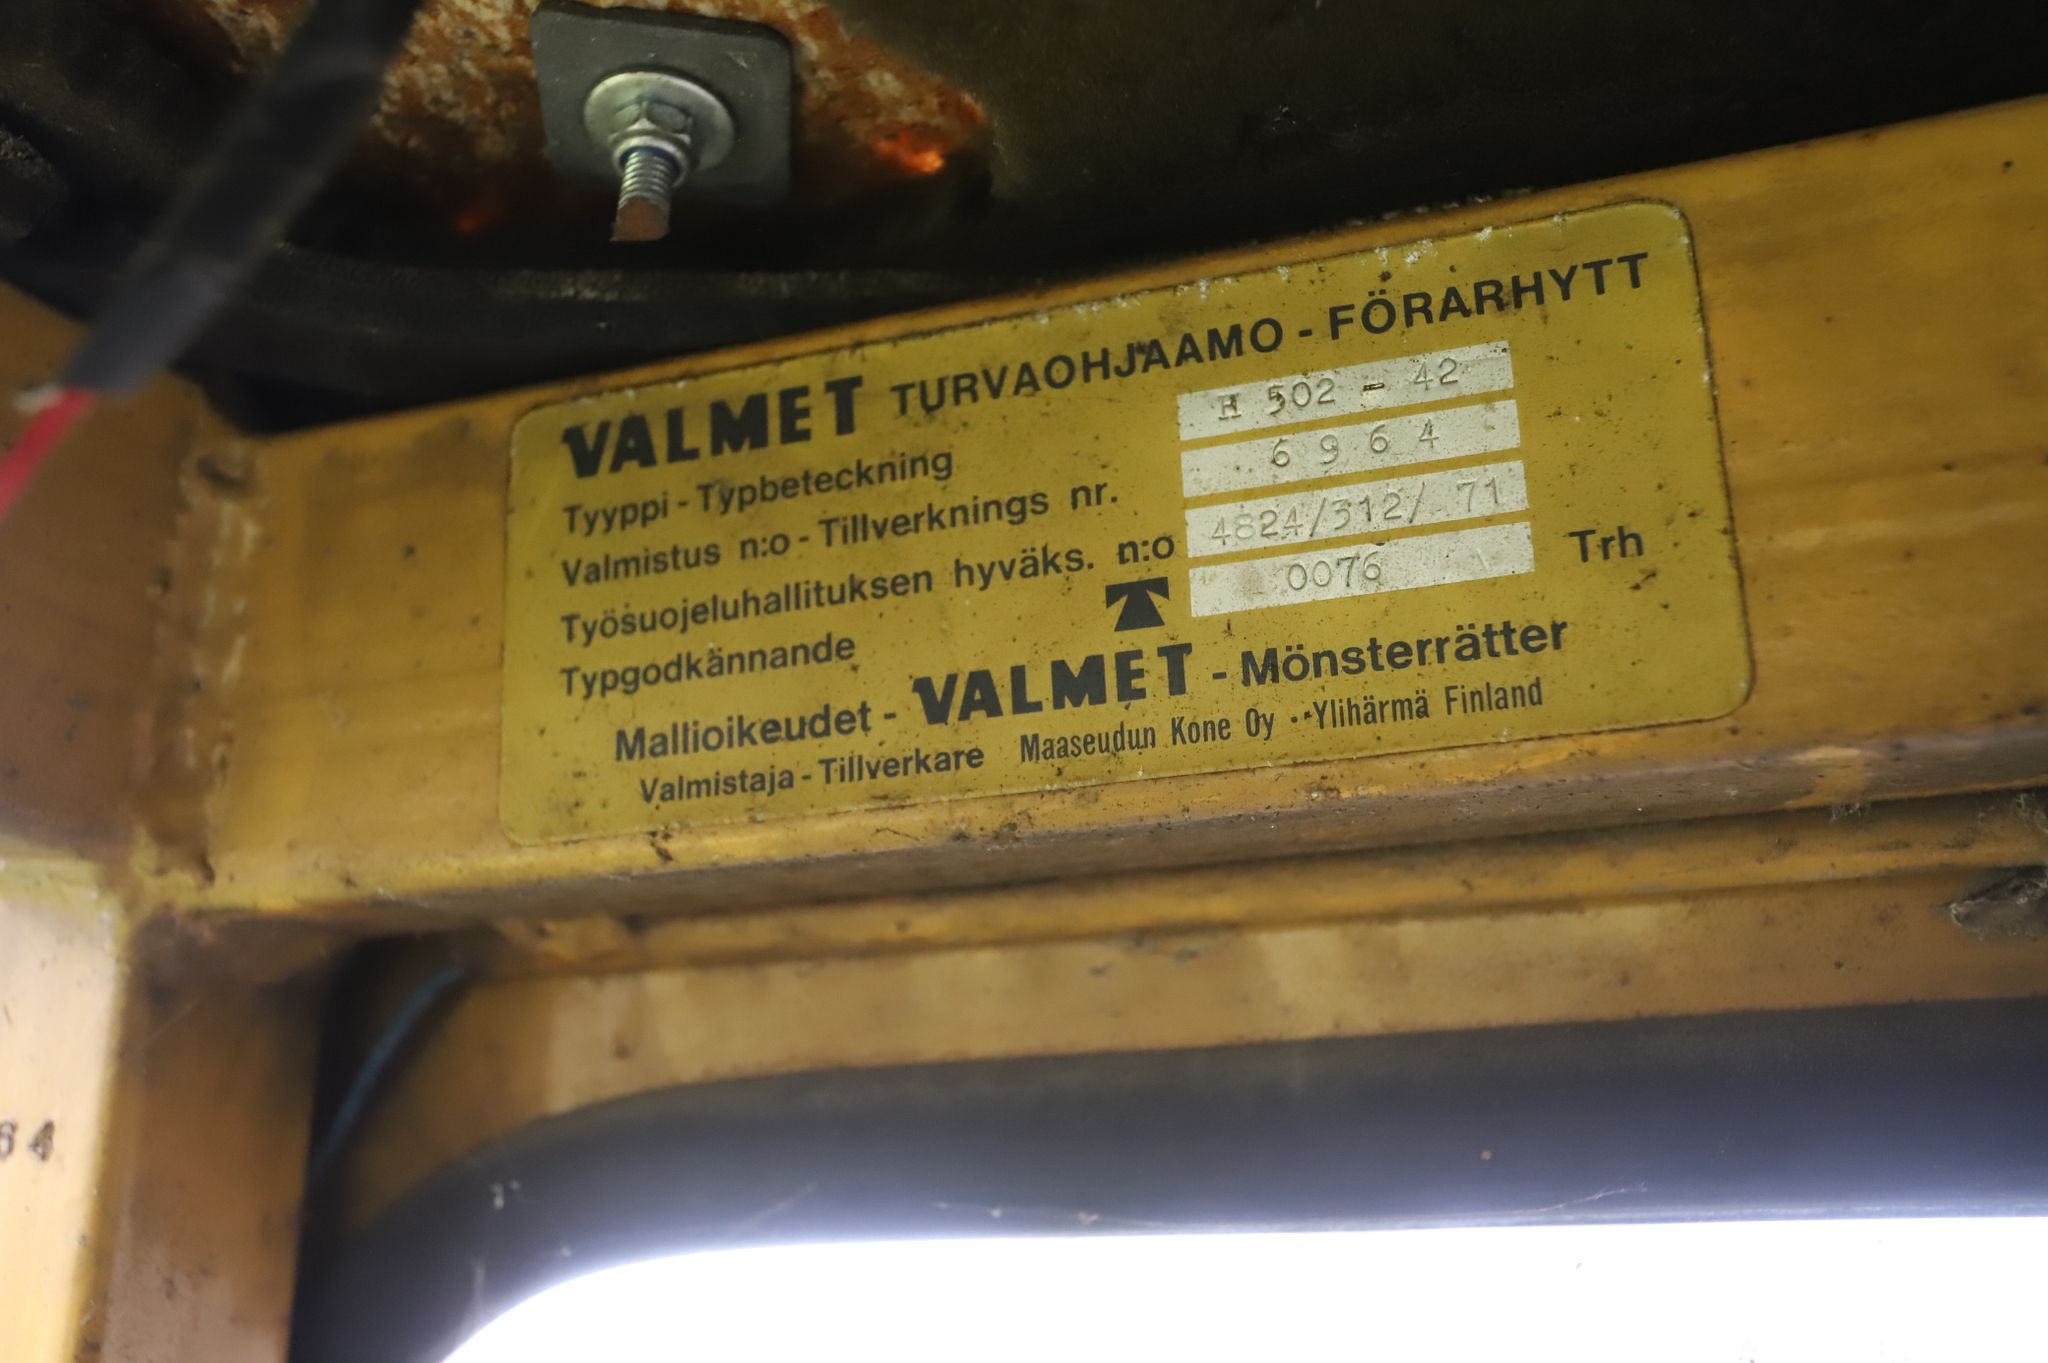 VALMET TURVAOHJAAMO - FÖRARHYTT
Tyyppi - Typbeteckning H 502 - 42
Valmistus n:o - Tillverknings nr. 6964
Työsuojeluhallituksen hyväks. n:o 4824/312/ 71 Trh
Typgodkännande 0076
Mallioikeudet - VALMET - Mönsterrätter
Valmistaja - Tillverkare Maaseudun Kone Oy - Ylihärmä Finland
64